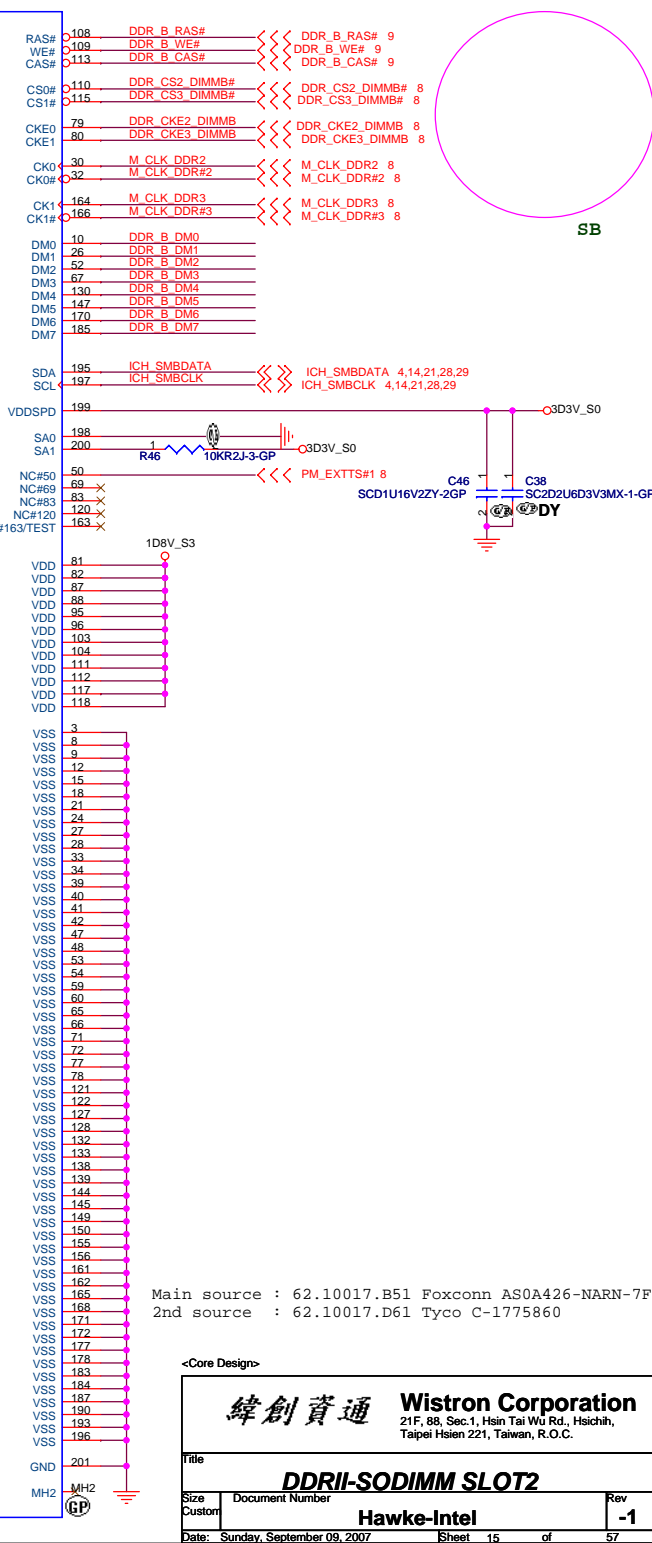 RAS# 108 DDR_B_RAS# DDR_B_RAS# 9
WE# 109 DDR_B_WE# DDR_B_WE# 9
CAS# 113 DDR_B_CAS# DDR_B_CAS# 9
CS0# 110 DDR_CS2_DIMMB# DDR_CS2_DIMMB# 8
CS1# 115 DDR_CS3_DIMMB# DDR_CS3_DIMMB# 8
CKE0 79 DDR_CKE2_DIMMB DDR_CKE2_DIMMB 8
CKE1 80 DDR_CKE3_DIMMB DDR_CKE3_DIMMB 8
CK0 30 M_CLK_DDR2 M_CLK_DDR2 8
CK0# 32 M_CLK_DDR#2 M_CLK_DDR#2 8
CK1 164 M_CLK_DDR3 M_CLK_DDR3 8
CK1# 166 M_CLK_DDR#3 M_CLK_DDR#3 8
SB
DM0 10 DDR_B_DM0
DM1 26 DDR_B_DM1
DM2 52 DDR_B_DM2
DM3 67 DDR_B_DM3
DM4 130 DDR_B_DM4
DM5 147 DDR_B_DM5
DM6 170 DDR_B_DM6
DM7 185 DDR_B_DM7
SDA 195 ICH_SMBDATA ICH_SMBDATA 4,14,21,28,29
SCL 197 ICH_SMBCLK ICH_SMBCLK 4,14,21,28,29
VDDSPD 199 3D3V_S0
SA0 198
SA1 200 1 3D3V_S0
R46 10KR2J-3-GP
NC#50 50 PM_EXTTS#1 8
NC#69 69
NC#83 83
NC#120 120
#163/TEST 163
C46 1 1 C38
SCD1U16V2ZY-2GP SC2D2U6D3V3MX-1-GP
2 DY
1D8V_S3
VDD 81
VDD 82
VDD 87
VDD 88
VDD 95
VDD 96
VDD 103
VDD 104
VDD 111
VDD 112
VDD 117
VDD 118
VSS 3
VSS 8
VSS 9
VSS 12
VSS 15
VSS 18
VSS 21
VSS 24
VSS 27
VSS 28
VSS 33
VSS 34
VSS 39
VSS 40
VSS 41
VSS 42
VSS 47
VSS 48
VSS 53
VSS 54
VSS 59
VSS 60
VSS 65
VSS 66
VSS 71
VSS 72
VSS 77
VSS 78
VSS 121
VSS 122
VSS 127
VSS 128
VSS 132
VSS 133
VSS 138
VSS 139
VSS 144
VSS 145
VSS 149
VSS 150
VSS 155
VSS 156
VSS 161
VSS 162
VSS 165
VSS 168
VSS 171
VSS 172
VSS 177
VSS 178
VSS 183
VSS 184
VSS 187
VSS 190
VSS 193
VSS 196
GND 201
MH2 MH2
GP
Main source : 62.10017.B51 Foxconn AS0A426-NARN-7F
2nd source : 62.10017.D61 Tyco C-1775860
<Core Design>
緯創資通 Wistron Corporation
21F, 88, Sec.1, Hsin Tai Wu Rd., Hsichih,
Taipei Hsien 221, Taiwan, R.O.C.
Title
DDRII-SODIMM SLOT2
Size Document Number Rev
Custom Hawke-Intel -1
Date: Sunday, September 09, 2007 Sheet 15 of 57